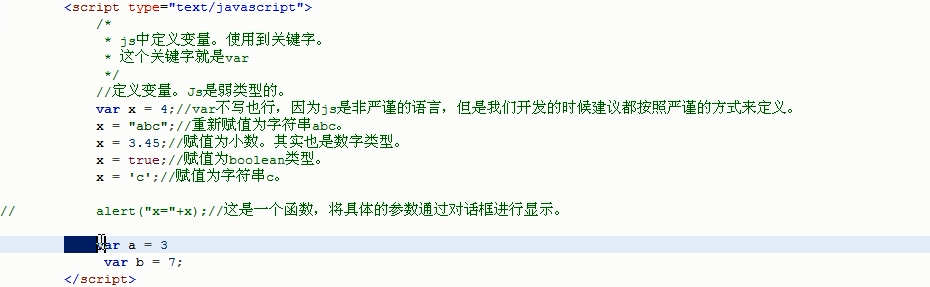 <script type="text/javascript">
/*
* js中定义变量。使用到关键字。
* 这个关键字就是var
*/
//定义变量。Js是弱类型的。
var x = 4;//var不写也行，因为js是非严谨的语言，但是我们开发的时候建议都按照严谨的方式来定义。
x = "abc";//重新赋值为字符串abc。
x = 3.45;//赋值为小数。其实也是数字类型。
x = true;//赋值为boolean类型。
x = 'c';//赋值为字符串c。
// alert("x="+x);//这是一个函数，将具体的参数通过对话框进行显示。
var a = 3
var b = 7;
</script>